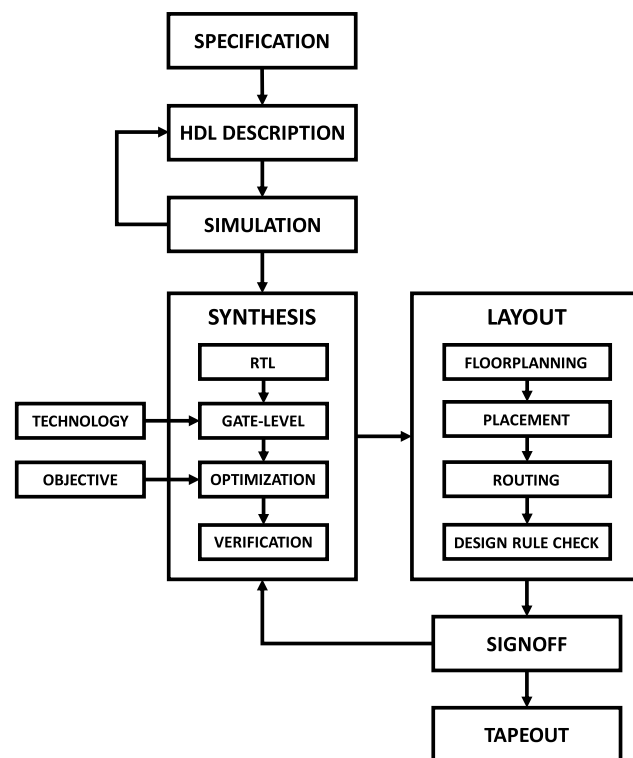 SPECIFICATION
HDL DESCRIPTION
SIMULATION
SYNTHESIS
RTL
TECHNOLOGY
GATE-LEVEL
OBJECTIVE
OPTIMIZATION
VERIFICATION
LAYOUT
FLOORPLANNING
PLACEMENT
ROUTING
DESIGN RULE CHECK
SIGNOFF
TAPEOUT